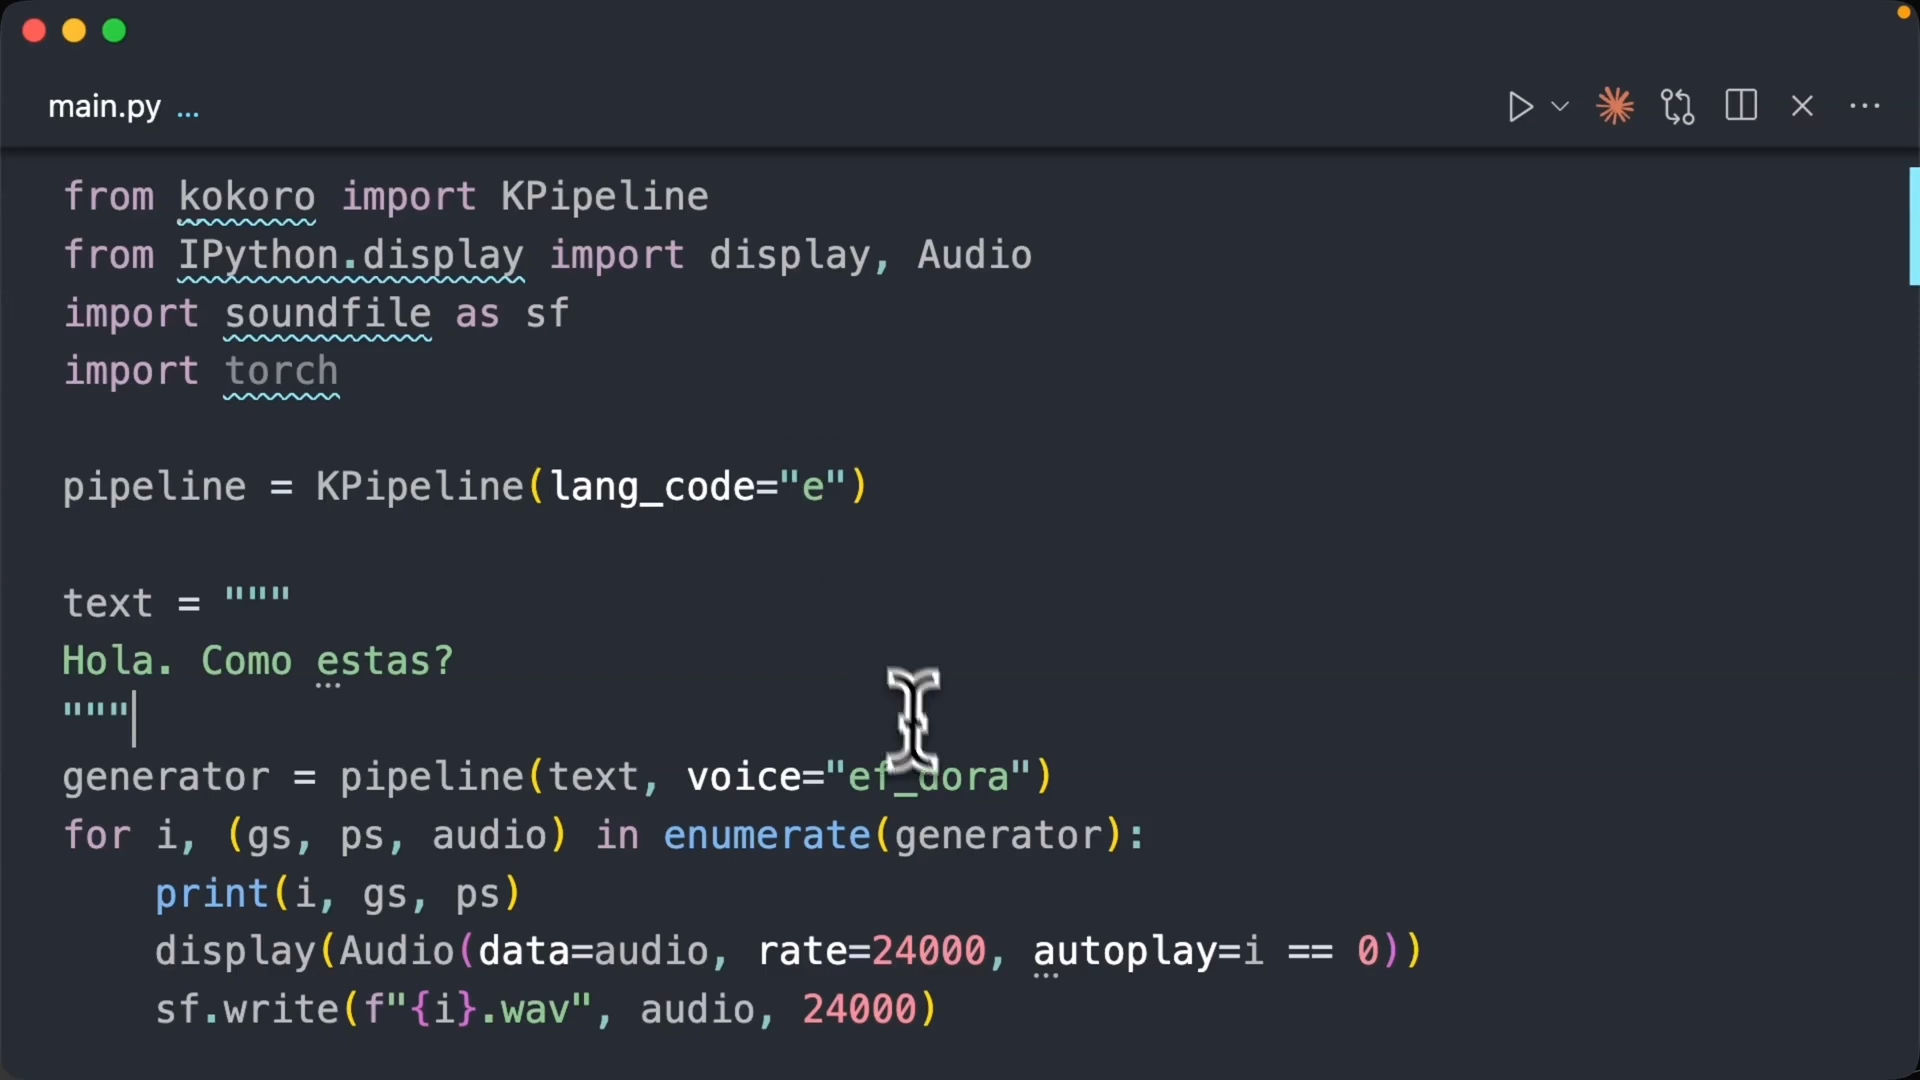 main.py ...
from kokoro import KPipeline
from IPython.display import display, Audio
import soundfile as sf
import torch
pipeline = KPipeline(lang_code="e")
text = """
Hola. Como estas?
"""
generator = pipeline(text, voice="ef_dora")
for i, (gs, ps, audio) in enumerate(generator):
    print(i, gs, ps)
    display(Audio(data=audio, rate=24000, autoplay=i == 0))
    sf.write(f"{i}.wav", audio, 24000)